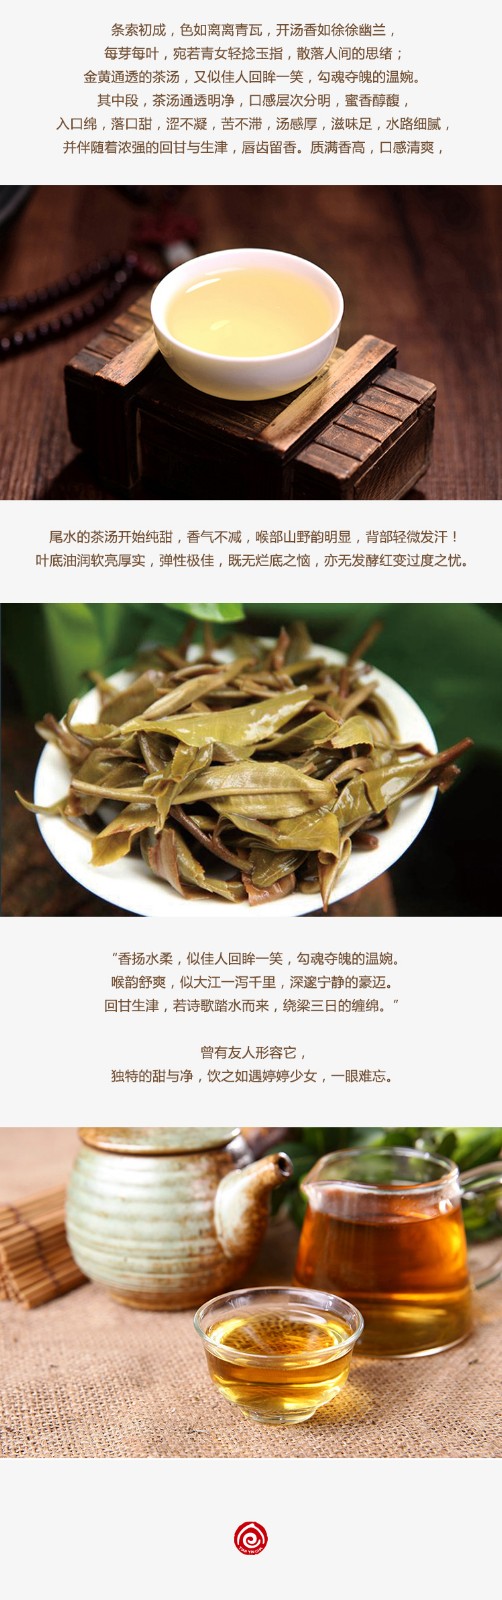 条索初成，色如离离青瓦，开汤香如徐徐幽兰，
每芽每叶，宛若青女轻捻玉指，散落人间的思绪；
金黄通透的茶汤，又似佳人回眸一笑，勾魂夺魄的温婉。
其中段，茶汤通透明净，口感层次分明，蜜香醇馥，
入口绵，落口甜，涩不凝，苦不滞，汤感厚，滋味足，水路细腻，
并伴随着浓强的回甘与生津，唇齿留香。质满香高，口感清爽，
尾水的茶汤开始纯甜，香气不减，喉部山野韵明显，背部轻微发汗！
叶底油润软亮厚实，弹性极佳，既无烂底之恼，亦无发酵红变过度之忧。
“香扬水柔，似佳人回眸一笑，勾魂夺魄的温婉。
喉韵舒爽，似大江一泻千里，深邃宁静的豪迈。
回甘生津，若诗歌踏水而来，绕梁三日的缠绵。”
曾有友人形容它，
独特的甜与净，饮之如遇婷婷少女，一眼难忘。